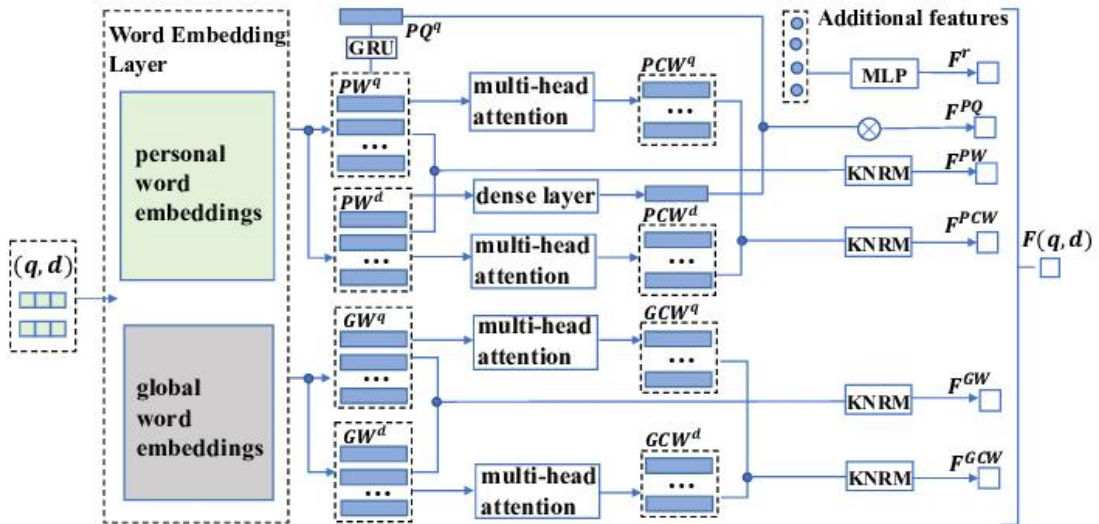 Word Embedding
Layer
personal
word
embeddings
global
word
embeddings
(q, d)
PQ^q
GRU
PW^q
...
PW^d
...
GW^q
...
GW^d
...
multi-head
attention
dense layer
multi-head
attention
multi-head
attention
multi-head
attention
PCW^q
...
PCW^d
...
GCW^q
...
GCW^d
...
Additional features
MLP
F^r
F^PQ
KNRM
F^PW
KNRM
F^PCW
KNRM
F^GW
KNRM
F^GCW
F(q, d)